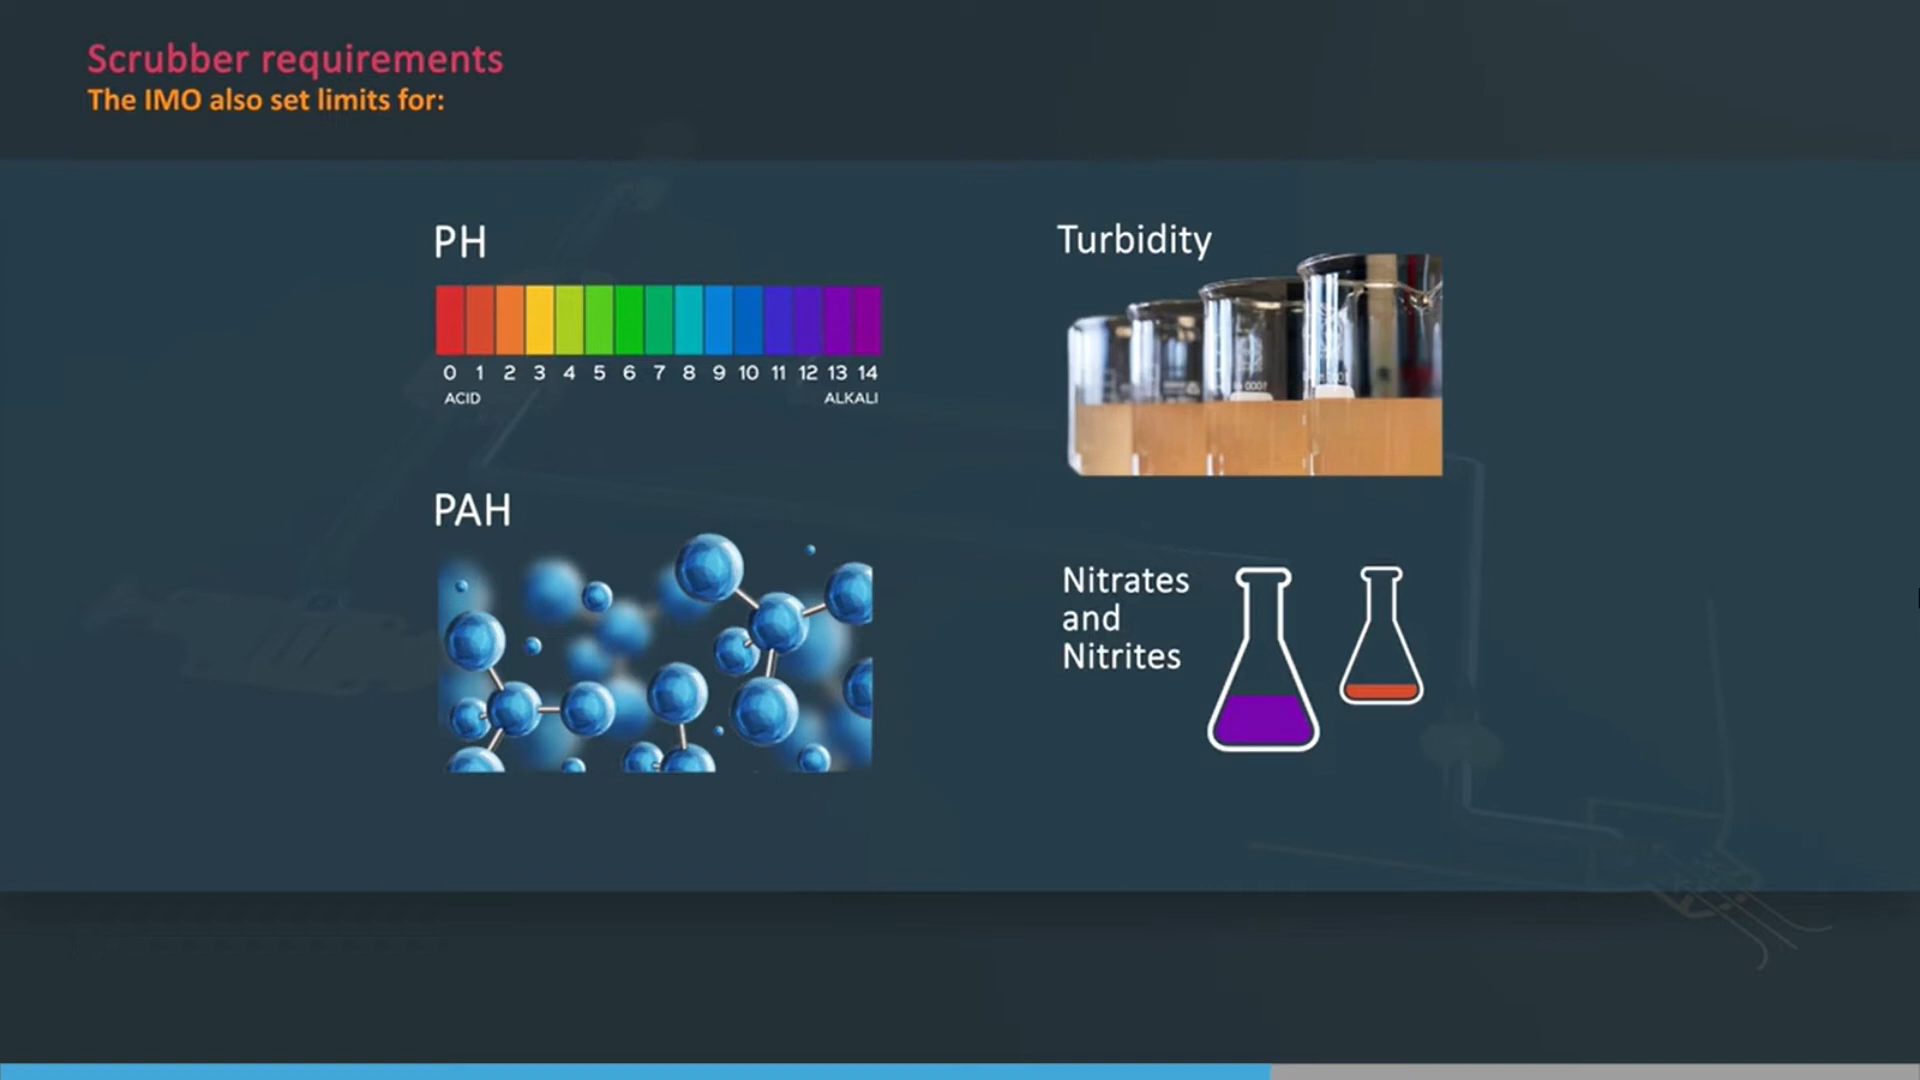 Scrubber requirements
The IMO also set limits for:
PH
0 1 2 3 4 5 6 7 8 9 10 11 12 13 14
ACID ALKALI
Turbidity
PAH
Nitrates
and
Nitrites